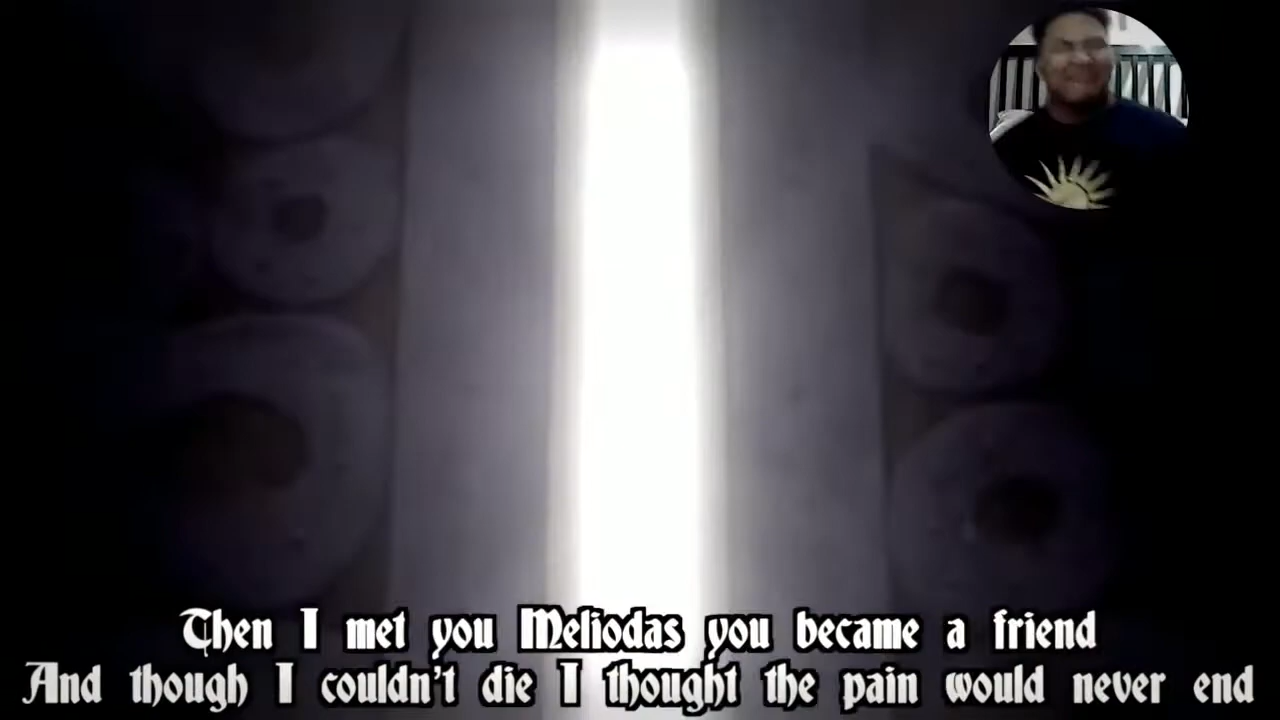 Then I met you Meliodas you became a friend
And though I couldn't die I thought the pain would never end